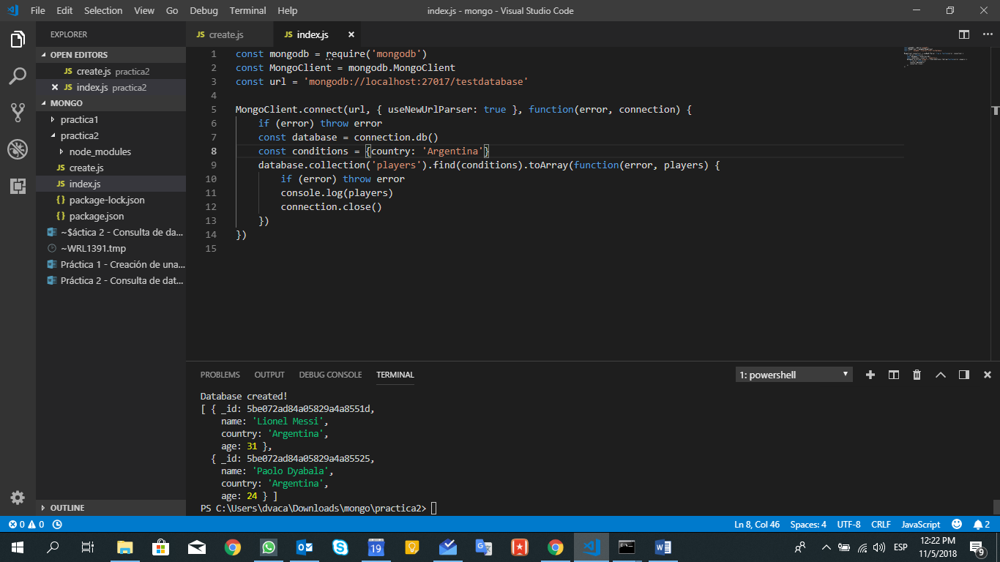 File Edit Selection View Go Debug Terminal Help
index.js - mongo - Visual Studio Code
EXPLORER
OPEN EDITORS
JS create.js practica2
JS index.js practica2
MONGO
practica1
practica2
node_modules
JS create.js
JS index.js
{} package-lock.json
{} package.json
~$áctica 2 - Consulta de da...
~WRL1391.tmp
Práctica 1 - Creación de una...
Práctica 2 - Consulta de dat...
OUTLINE
JS create.js
JS index.js
1 const mongodb = require('mongodb')
2 const MongoClient = mongodb.MongoClient
3 const url = 'mongodb://localhost:27017/testdatabase'
4
5 MongoClient.connect(url, { useNewUrlParser: true }, function(error, connection) {
6 if (error) throw error
7 const database = connection.db()
8 const conditions = {country: 'Argentina'}
9 database.collection('players').find(conditions).toArray(function(error, players) {
10 if (error) throw error
11 console.log(players)
12 connection.close()
13 })
14 })
15
PROBLEMS OUTPUT DEBUG CONSOLE TERMINAL
1: powershell
Database created!
[ { _id: 5be072ad84a05829a4a8551d,
name: 'Lionel Messi',
country: 'Argentina',
age: 31 },
{ _id: 5be072ad84a05829a4a85525,
name: 'Paolo Dyabala',
country: 'Argentina',
age: 24 } ]
PS C:\Users\dvaca\Downloads\mongo\practica2>
0 0
Ln 8, Col 46 Spaces: 4 UTF-8 CRLF JavaScript 2
19
ESP
12:22 PM
11/5/2018
9